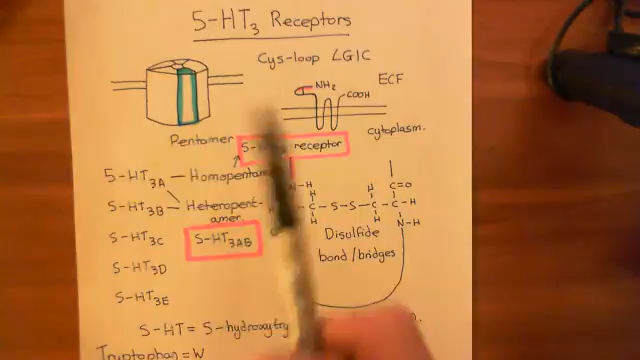 5-HT3 Receptors
Cys-loop LGIC
NH2
COOH
ECF
cytoplasm.
Pentamer
receptor
5-HT3A — Homopentam
5-HT3B — Heteropent-
amer.
5-HT3C
5-HT3AB
5-HT3D
5-HT3E
-H
H
C=O
C-S-S-C-C-H
H
H
N-H
Disulfide
bond/bridges
5-HT = 5-hydroxytry
Tryptophan = W